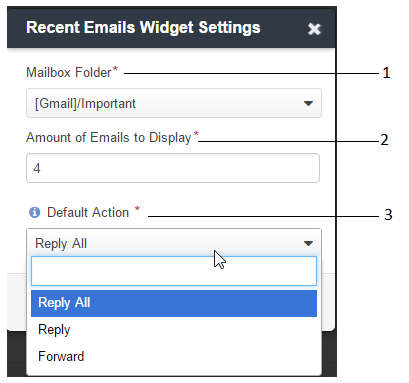 Recent Emails Widget Settings ×
Mailbox Folder* 1
[Gmail]/Important
Amount of Emails to Display* 2
4
Default Action * 3
Reply All
Reply All
Reply
Forward